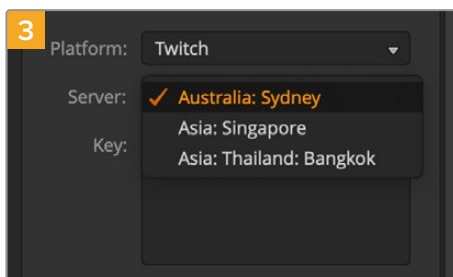 3
Platform: Twitch
Server: ✓ Australia: Sydney
Asia: Singapore
Key:
Asia: Thailand: Bangkok